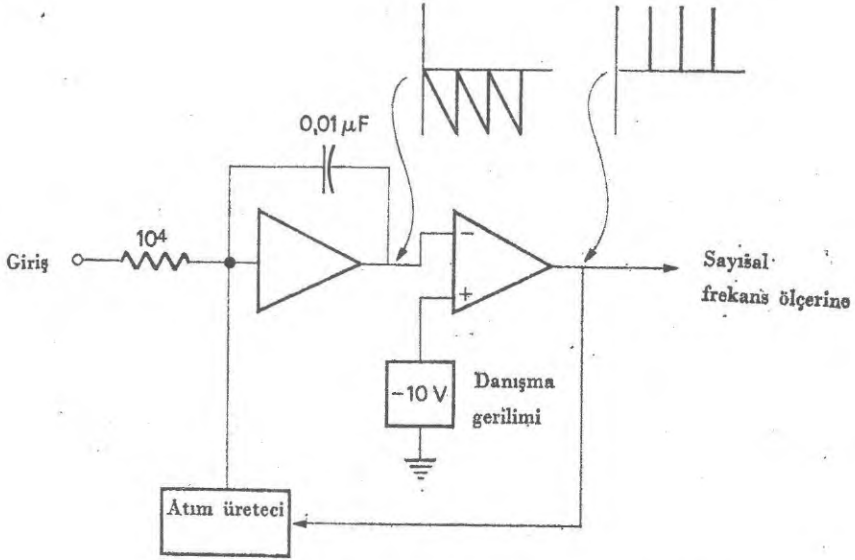 0,01 µF
Giriş
10⁴
−
+
Sayısal
frekans ölçerine
−10 V
Danışma
gerilimi
Atım üreteci